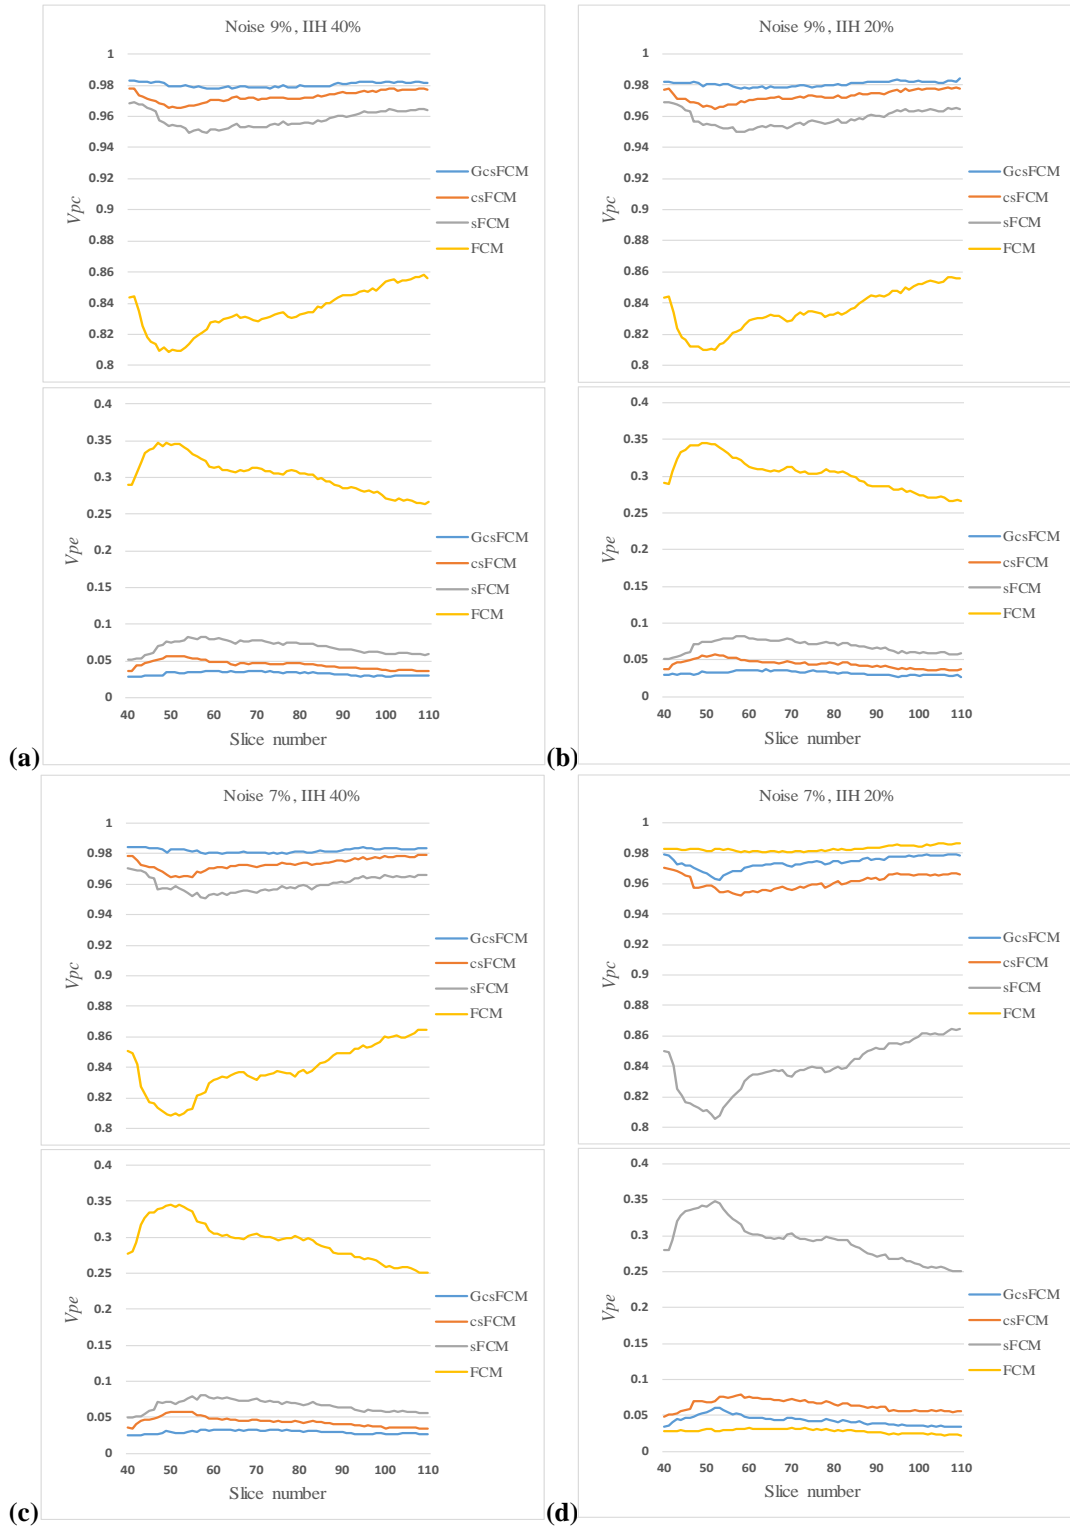 Noise 9%, IIH 40%
1
0.98
0.96
0.94
0.92
0.9
0.88
0.86
0.84
0.82
0.8
Vpc
GcsFCM
csFCM
sFCM
FCM
0.4
0.35
0.3
0.25
0.2
0.15
0.1
0.05
0
Vpe
GcsFCM
csFCM
sFCM
FCM
40 50 60 70 80 90 100 110
Slice number
(a)
Noise 9%, IIH 20%
1
0.98
0.96
0.94
0.92
0.9
0.88
0.86
0.84
0.82
0.8
Vpc
GcsFCM
csFCM
sFCM
FCM
0.4
0.35
0.3
0.25
0.2
0.15
0.1
0.05
0
Vpe
GcsFCM
csFCM
sFCM
FCM
40 50 60 70 80 90 100 110
Slice number
(b)
Noise 7%, IIH 40%
1
0.98
0.96
0.94
0.92
0.9
0.88
0.86
0.84
0.82
0.8
Vpc
GcsFCM
csFCM
sFCM
FCM
0.4
0.35
0.3
0.25
0.2
0.15
0.1
0.05
0
Vpe
GcsFCM
csFCM
sFCM
FCM
40 50 60 70 80 90 100 110
Slice number
(c)
Noise 7%, IIH 20%
1
0.98
0.96
0.94
0.92
0.9
0.88
0.86
0.84
0.82
0.8
Vpc
GcsFCM
csFCM
sFCM
FCM
0.4
0.35
0.3
0.25
0.2
0.15
0.1
0.05
0
Vpe
GcsFCM
csFCM
sFCM
FCM
40 50 60 70 80 90 100 110
Slice number
(d)